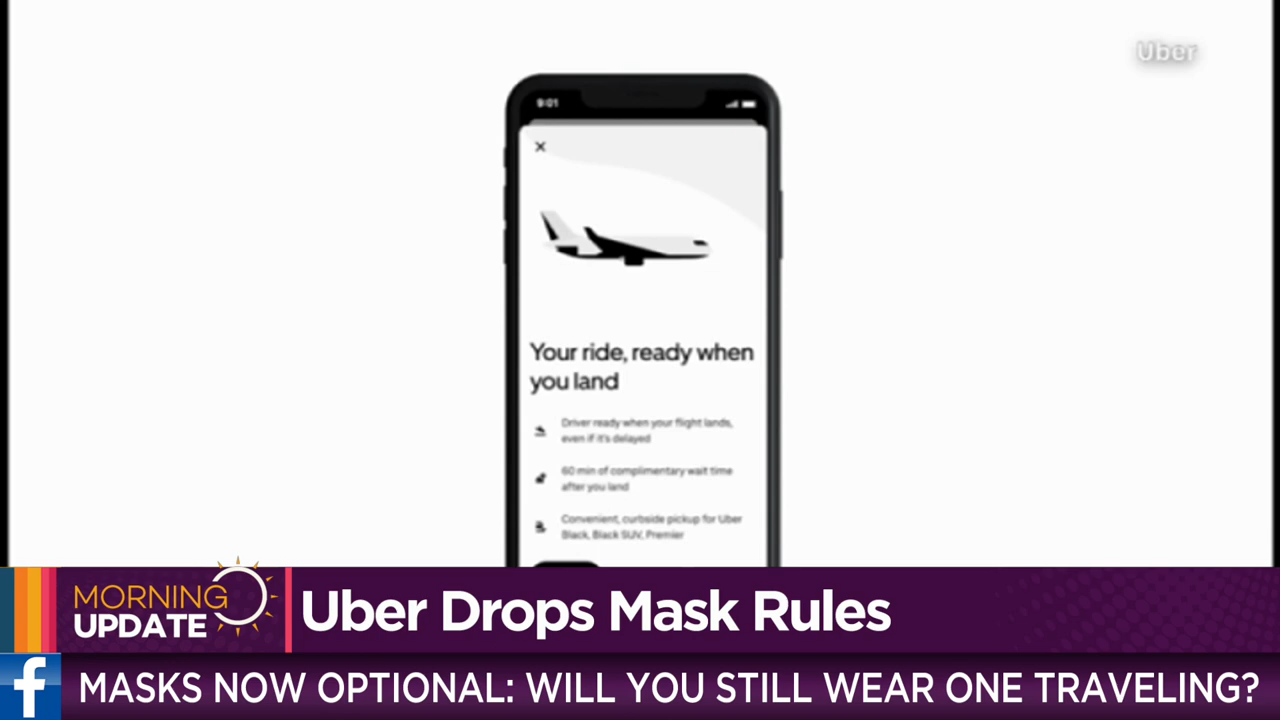 Uber
9:01
Your ride, ready when
you land
Driver ready when your flight lands,
even if it's delayed
60 min of complimentary wait time
after you land
Convenient, curbside pickup for Uber
Black, Black SUV, Premier
MORNING
UPDATE
Uber Drops Mask Rules
f
MASKS NOW OPTIONAL: WILL YOU STILL WEAR ONE TRAVELING?